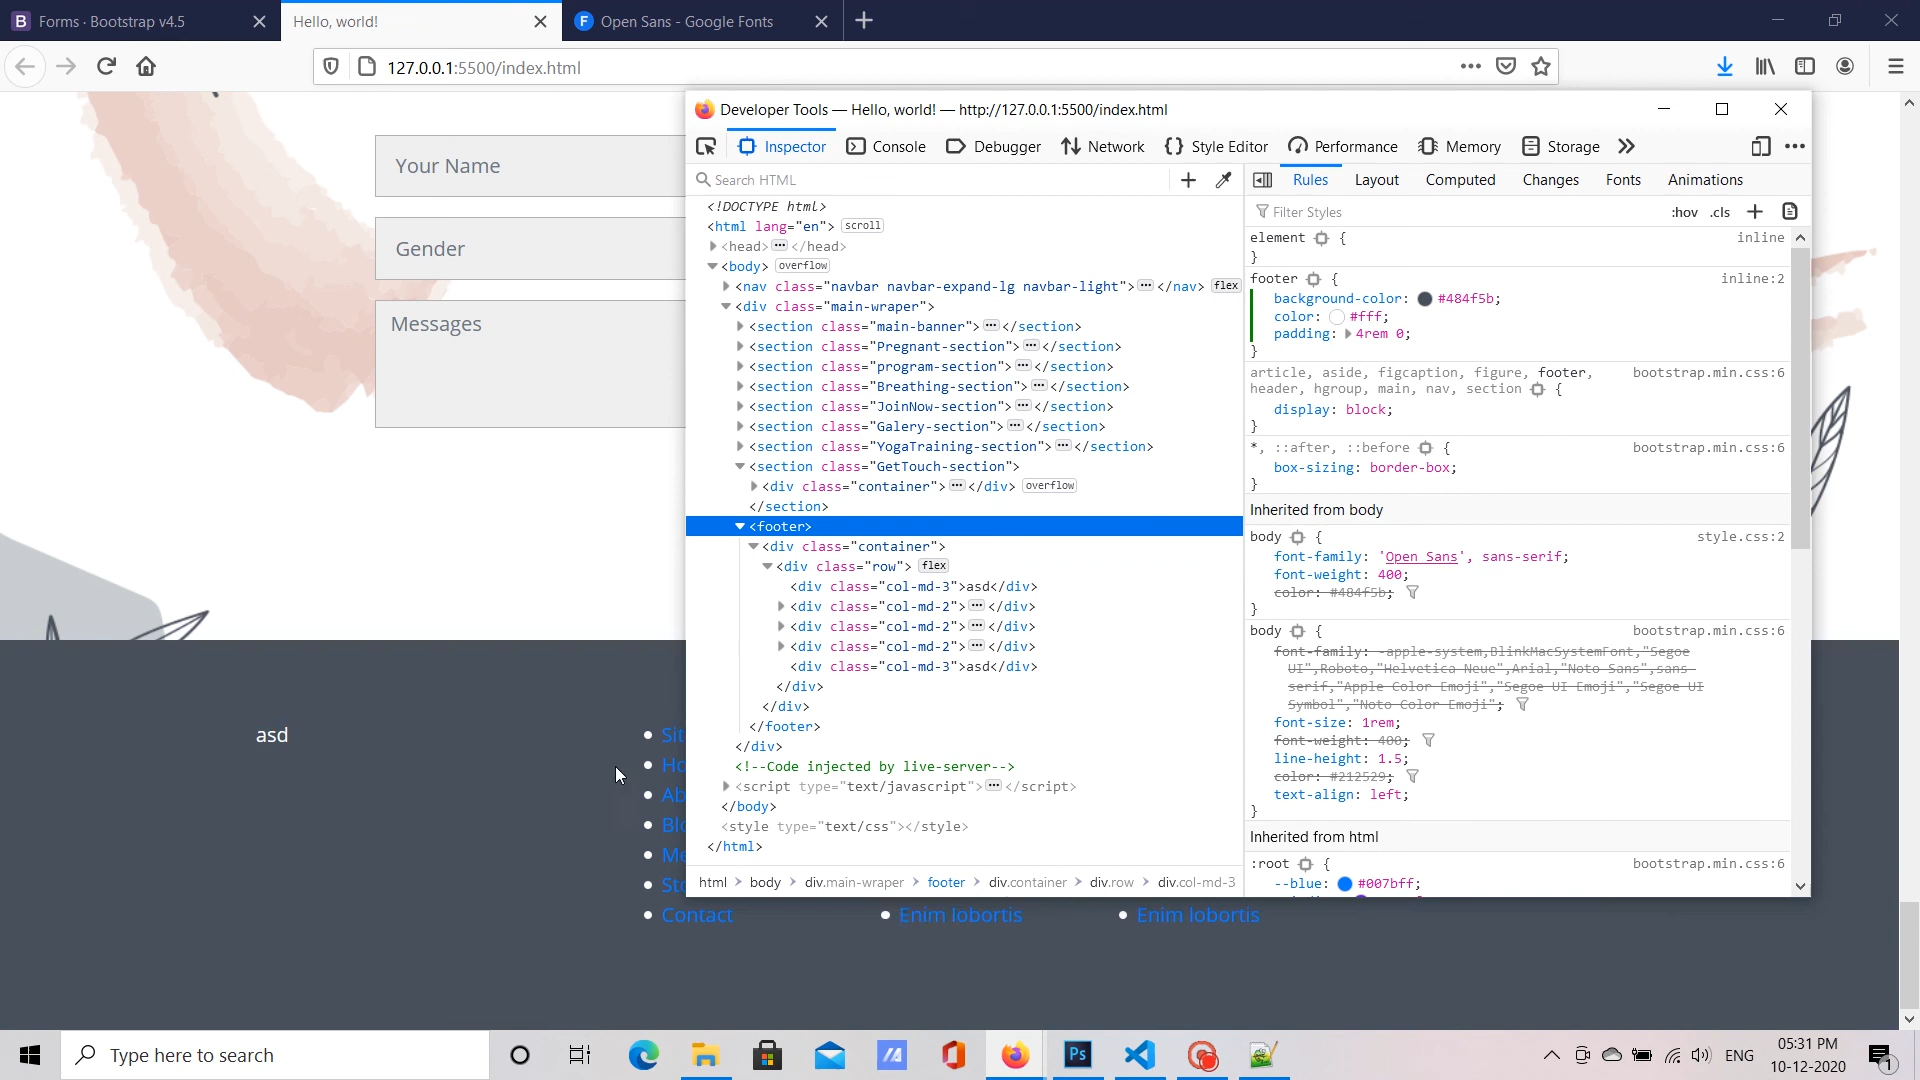 Forms · Bootstrap v4.5
Hello, world!
Open Sans - Google Fonts
127.0.0.1:5500/index.html
Your Name
Gender
Messages
asd
Sit
Ho
Ab
Blo
Me
Sto
Contact
Enim lobortis
Enim lobortis
Developer Tools — Hello, world! — http://127.0.0.1:5500/index.html
Inspector
Console
Debugger
Network
Style Editor
Performance
Memory
Storage
Search HTML
<!DOCTYPE html>
<html lang="en"> scroll
<head> ••• </head>
<body> overflow
<nav class="navbar navbar-expand-lg navbar-light"> ••• </nav> flex
<div class="main-wraper">
<section class="main-banner"> ••• </section>
<section class="Pregnant-section"> ••• </section>
<section class="program-section"> ••• </section>
<section class="Breathing-section"> ••• </section>
<section class="JoinNow-section"> ••• </section>
<section class="Galery-section"> ••• </section>
<section class="YogaTraining-section"> ••• </section>
<section class="GetTouch-section">
<div class="container"> ••• </div> overflow
</section>
<footer>
<div class="container">
<div class="row"> flex
<div class="col-md-3">asd</div>
<div class="col-md-2"> ••• </div>
<div class="col-md-2"> ••• </div>
<div class="col-md-2"> ••• </div>
<div class="col-md-3">asd</div>
</div>
</div>
</footer>
</div>
<!--Code injected by live-server-->
<script type="text/javascript"> ••• </script>
</body>
<style type="text/css"></style>
</html>
html > body > div.main-wraper > footer > div.container > div.row > div.col-md-3
Rules
Layout
Computed
Changes
Fonts
Animations
Filter Styles
:hov .cls
element { inline
}
footer { inline:2
background-color: #484f5b;
color: #fff;
padding: 4rem 0;
}
article, aside, figcaption, figure, footer, bootstrap.min.css:6
header, hgroup, main, nav, section {
display: block;
}
*, ::after, ::before { bootstrap.min.css:6
box-sizing: border-box;
}
Inherited from body
body { style.css:2
font-family: 'Open Sans', sans-serif;
font-weight: 400;
color: #484f5b;
}
body { bootstrap.min.css:6
font-family: -apple-system,BlinkMacSystemFont,"Segoe
UI",Roboto,"Helvetica Neue",Arial,"Noto Sans",sans-
serif,"Apple Color Emoji","Segoe UI Emoji","Segoe UI
Symbol","Noto Color Emoji";
font-size: 1rem;
font-weight: 400;
line-height: 1.5;
color: #212529;
text-align: left;
}
Inherited from html
:root { bootstrap.min.css:6
--blue: #007bff;
Type here to search
ENG
05:31 PM
10-12-2020
1